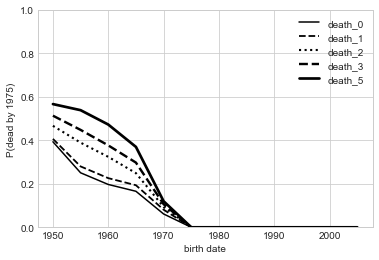 1.0
0.8
0.6
0.4
0.2
0.0
P(dead by 1975)
death_0
death_1
death_2
death_3
death_5
1950 1960 1970 1980 1990 2000
birth date